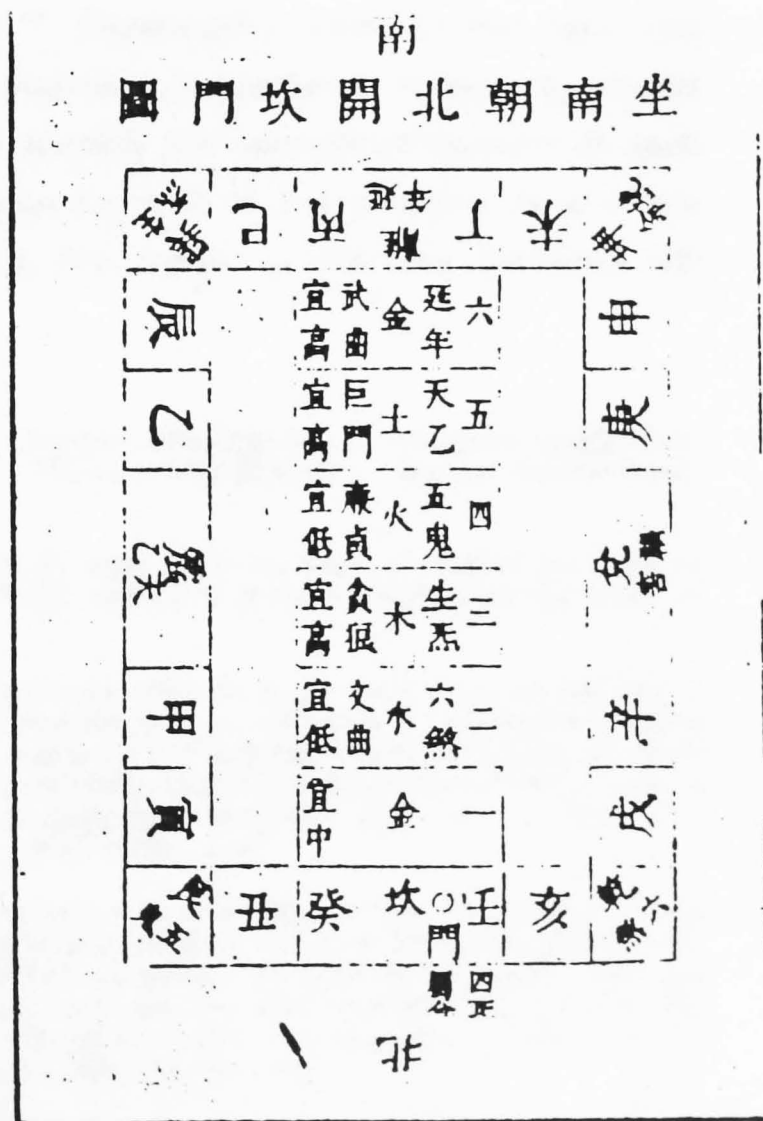 南
坐南朝北開坎門圖
未
丁
丙
巳
申
庚
兌
辛
戌
辰
乙
甲
寅
六
延年
金
武曲
宜高
五
天乙
土
巨門
宜高
四
五鬼
火
廉貞
宜低
三
生炁
木
貪狼
宜高
二
六煞
水
文曲
宜低
一
金
宜中
亥
壬
門
坎
癸
丑
四正
北